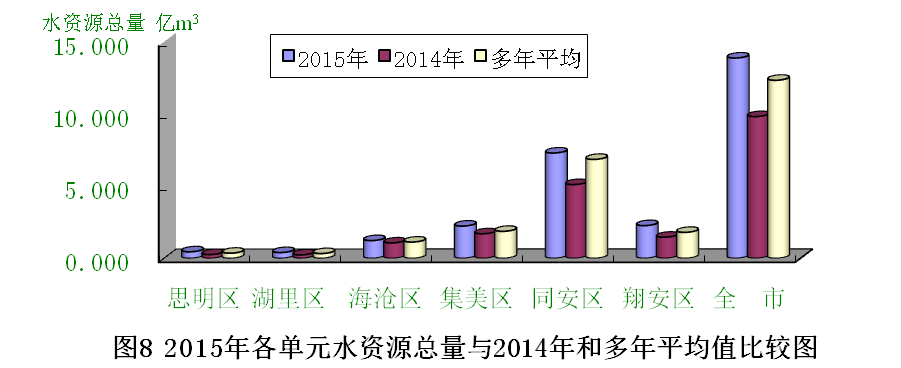 水资源总量 亿m³
15.000
2015年 2014年 多年平均
10.000
5.000
0.000
思明区 湖里区 海沧区 集美区 同安区 翔安区 全 市
图8 2015年各单元水资源总量与2014年和多年平均值比较图